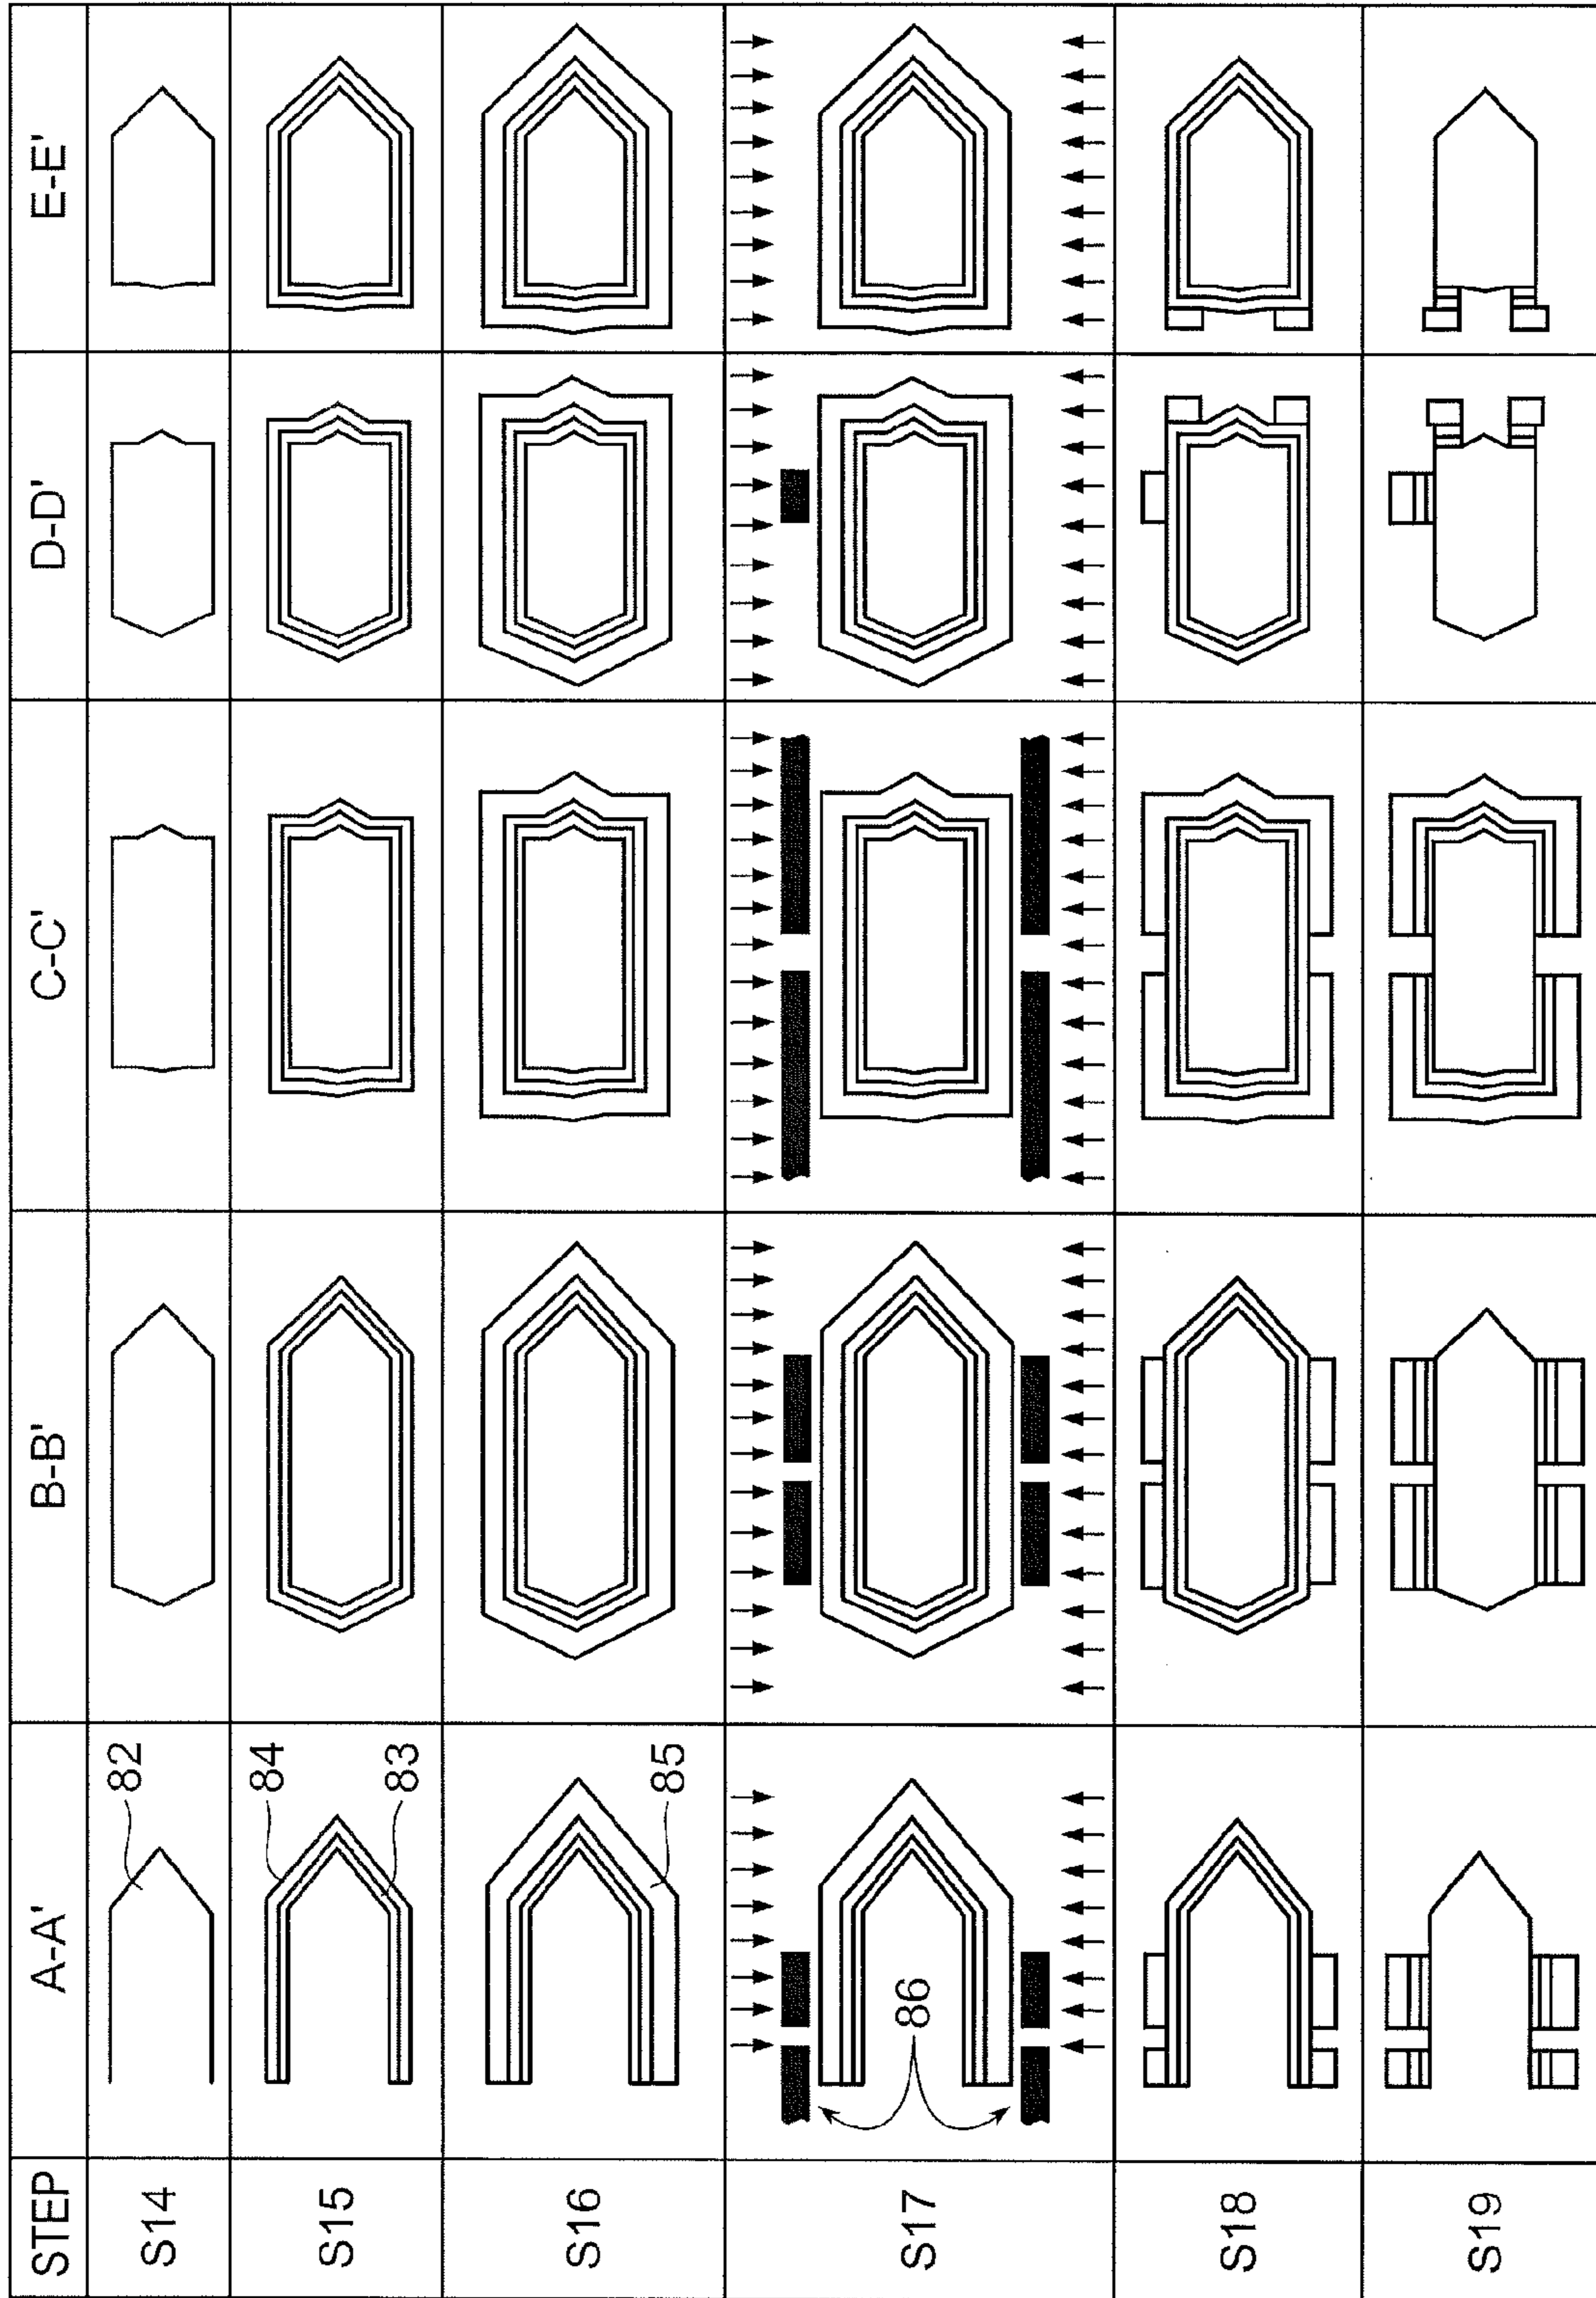 STEP A-A' B-B' C-C' D-D' E-E'
S14 82
S15 84 83
S16 85
S17 86
S18
S19